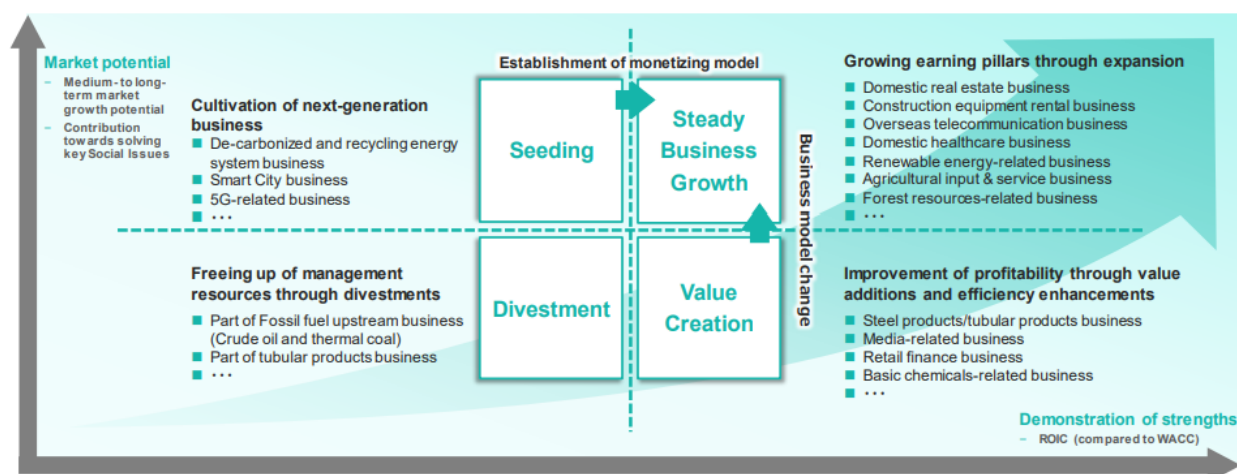 Market potential
– Medium- to long-
term market
growth potential
– Contribution
towards solving
key Social Issues
Cultivation of next-generation
business
■ De-carbonized and recycling energy
system business
■ Smart City business
■ 5G-related business
■ ･･･
Establishment of monetizing model
Seeding
Steady
Business
Growth
Business model change
Growing earning pillars through expansion
■ Domestic real estate business
■ Construction equipment rental business
■ Overseas telecommunication business
■ Domestic healthcare business
■ Renewable energy-related business
■ Agricultural input & service business
■ Forest resources-related business
■ ･･･
Freeing up of management
resources through divestments
■ Part of Fossil fuel upstream business
(Crude oil and thermal coal)
■ Part of tubular products business
■ ･･･
Divestment
Value
Creation
Improvement of profitability through value
additions and efficiency enhancements
■ Steel products/tubular products business
■ Media-related business
■ Retail finance business
■ Basic chemicals-related business
■ ･･･
Demonstration of strengths
– ROIC (compared to WACC)